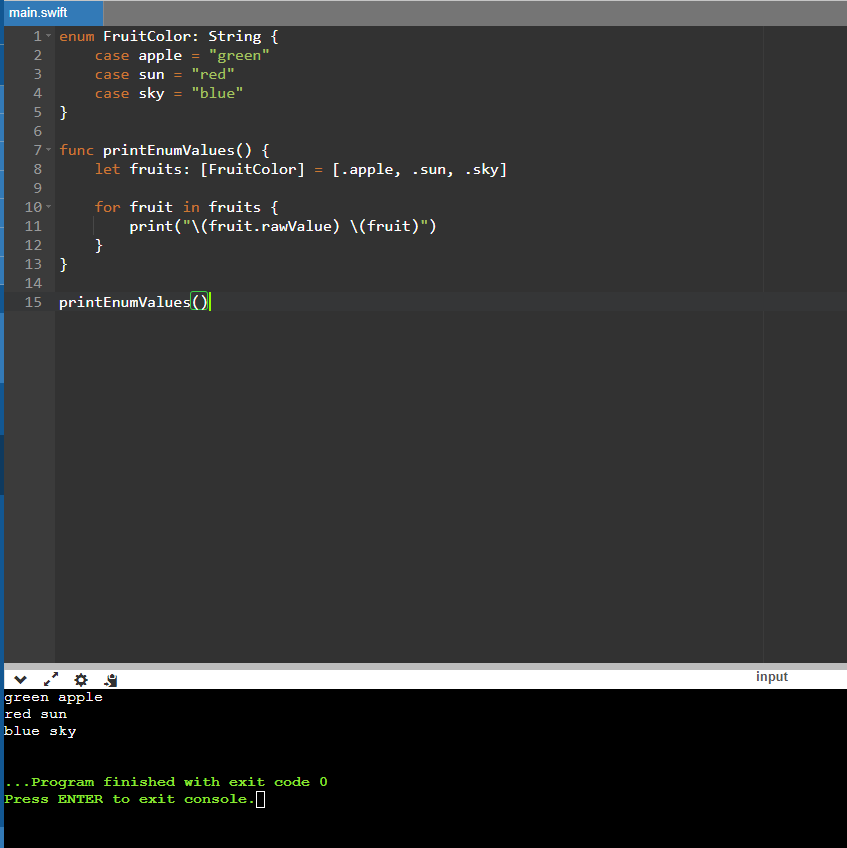 main.swift
1 enum FruitColor: String {
2     case apple = "green"
3     case sun = "red"
4     case sky = "blue"
5 }
6
7 func printEnumValues() {
8     let fruits: [FruitColor] = [.apple, .sun, .sky]
9
10     for fruit in fruits {
11         print("\(fruit.rawValue) \(fruit)")
12     }
13 }
14
15 printEnumValues()
input
green apple
red sun
blue sky
...Program finished with exit code 0
Press ENTER to exit console.